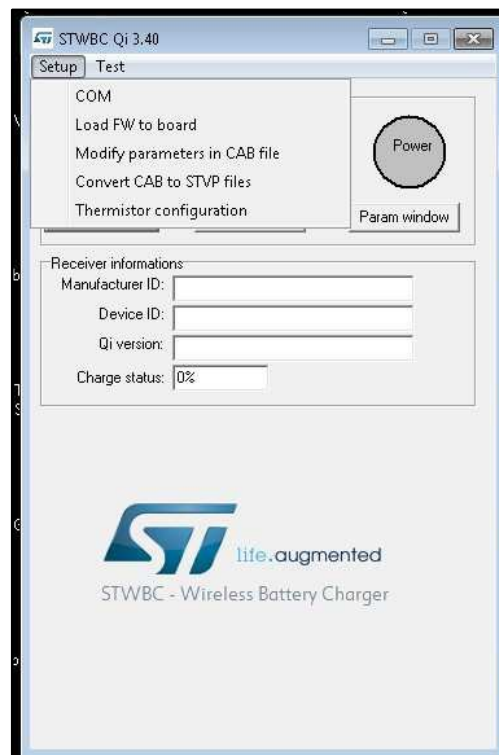 STWBC Qi 3.40
Setup Test
COM
Load FW to board
Modify parameters in CAB file
Convert CAB to STVP files
Thermistor configuration
Power
Param window
Receiver informations
Manufacturer ID:
Device ID:
Qi version:
Charge status: 0%
ST life.augmented
STWBC - Wireless Battery Charger